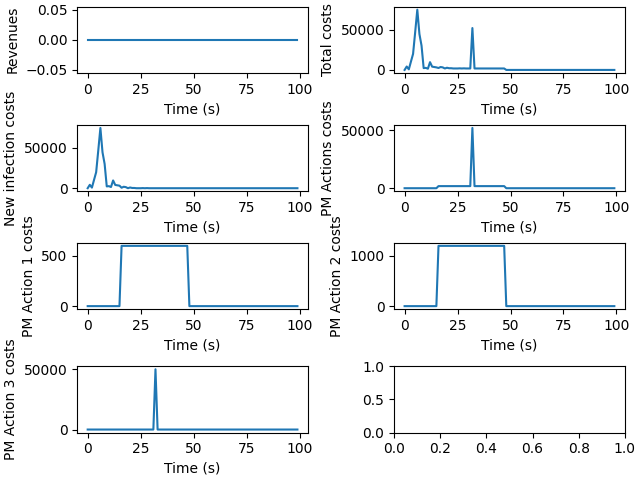 Revenues
0.05
0.00
−0.05
0 25 50 75 100
Time (s)
Total costs
50000
0
0 25 50 75 100
Time (s)
New infection costs
50000
0
0 25 50 75 100
Time (s)
PM Actions costs
50000
0
0 25 50 75 100
Time (s)
PM Action 1 costs
500
0
0 25 50 75 100
Time (s)
PM Action 2 costs
1000
0
0 25 50 75 100
Time (s)
PM Action 3 costs
50000
0
0 25 50 75 100
Time (s)
1.0
0.5
0.0
0.0 0.2 0.4 0.6 0.8 1.0